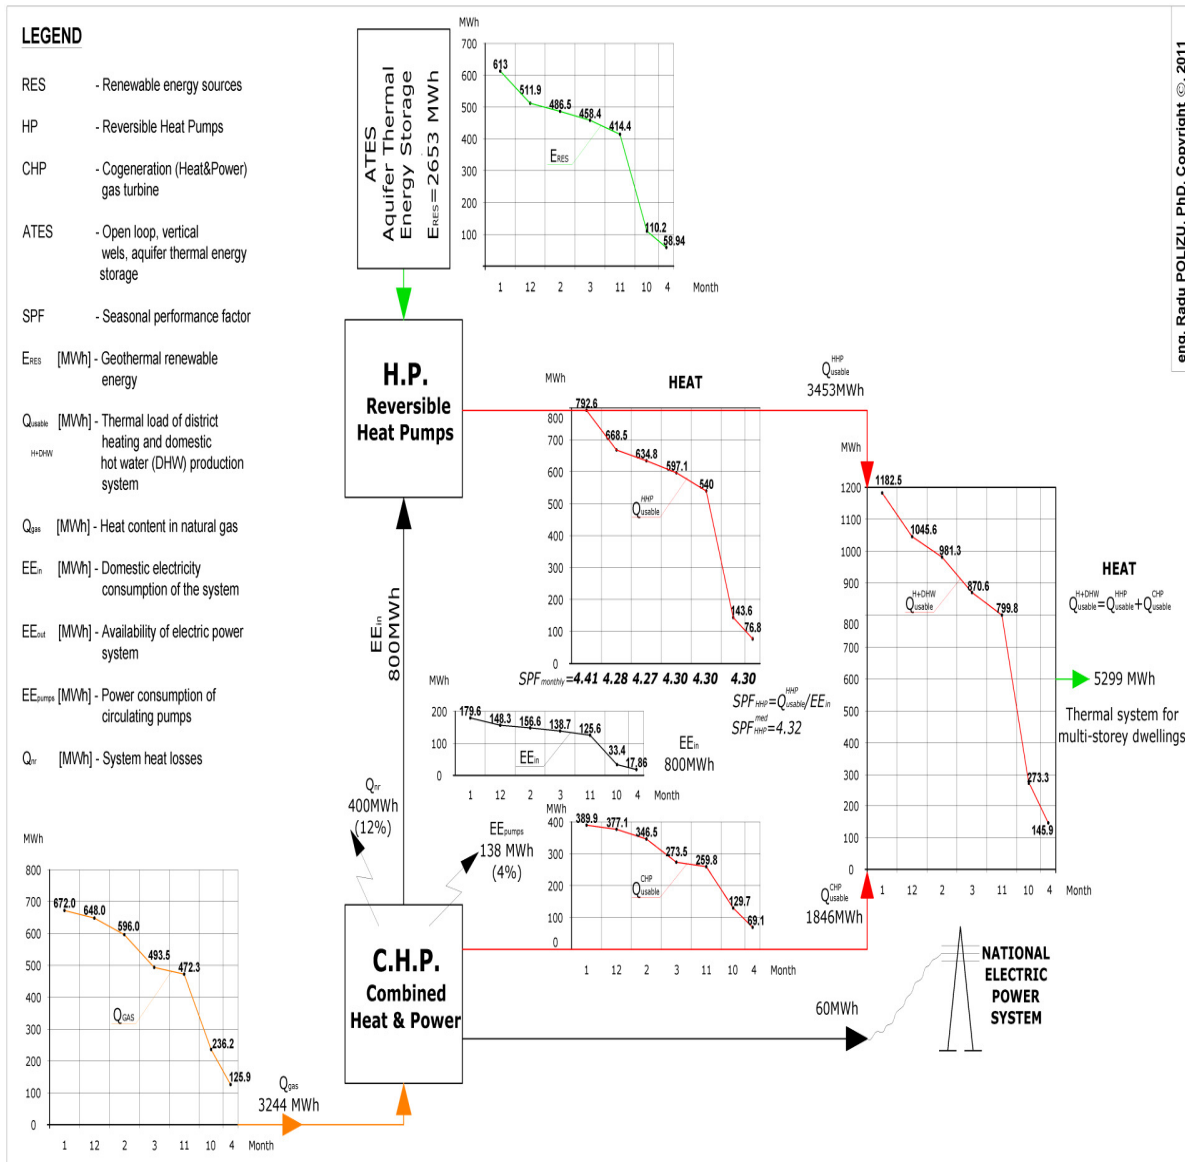 LEGEND
RES - Renewable energy sources
HP - Reversible Heat Pumps
CHP - Cogeneration (Heat&Power)
gas turbine
ATES - Open loop, vertical
wels, aquifer thermal energy
storage
SPF - Seasonal performance factor
ERES [MWh] - Geothermal renewable
energy
Qusable [MWh] - Thermal load of district
heating and domestic
H+DHW hot water (DHW) production
system
Qgas [MWh] - Heat content in natural gas
EEin [MWh] - Domestic electricity
consumption of the system
EEout [MWh] - Availability of electric power
system
EEpumps [MWh] - Power consumption of
circulating pumps
Qnr [MWh] - System heat losses
ATES
Aquifer Thermal
Energy Storage
ERES=2653 MWh
MWh
700
600
500
400
300
200
100
613
511.9
486.5
458.4
414.4
110.2
58.94
ERES
1 12 2 3 11 10 4 Month
eng. Radu POLIZU, PhD, Copyright ©, 2011
H.P.
Reversible
Heat Pumps
MWh
HEAT
800
700
600
500
400
300
200
100
0
792.6
668.5
634.8
597.1
540
143.6
76.8
QusableHHP
SPFmonthly=4.41 4.28 4.27 4.30 4.30 4.30
SPFHHP=QusableHHP/EEin
SPFHHPmed=4.32
QusableHHP
3453MWh
EEin
800MWh
MWh
200
100
0
179.6
148.3
156.6
138.7
125.6
33.4
17.86
EEin
1 12 2 3 11 10 4 Month
EEin
800MWh
MWh
400
300
200
100
0
389.9
377.1
346.5
273.5
259.8
129.7
69.1
QusableCHP
1 12 2 3 11 10 4 Month
Qnr
400MWh
(12%)
EEpumps
138 MWh
(4%)
C.H.P.
Combined
Heat & Power
MWh
800
700
600
500
400
300
200
100
0
672.0
648.0
596.0
493.5
472.3
236.2
125.9
QGAS
1 12 2 3 11 10 4 Month
Qgas
3244 MWh
MWh
1200
1100
1000
900
800
700
600
500
400
300
200
100
0
1182.5
1045.6
981.3
870.6
799.8
273.3
145.9
QusableH+DHW
1 12 2 3 11 10 4 Month
HEAT
QusableH+DHW=QusableHHP+QusableCHP
5299 MWh
Thermal system for
multi-storey dwellings
QusableCHP
1846MWh
60MWh
NATIONAL
ELECTRIC
POWER
SYSTEM